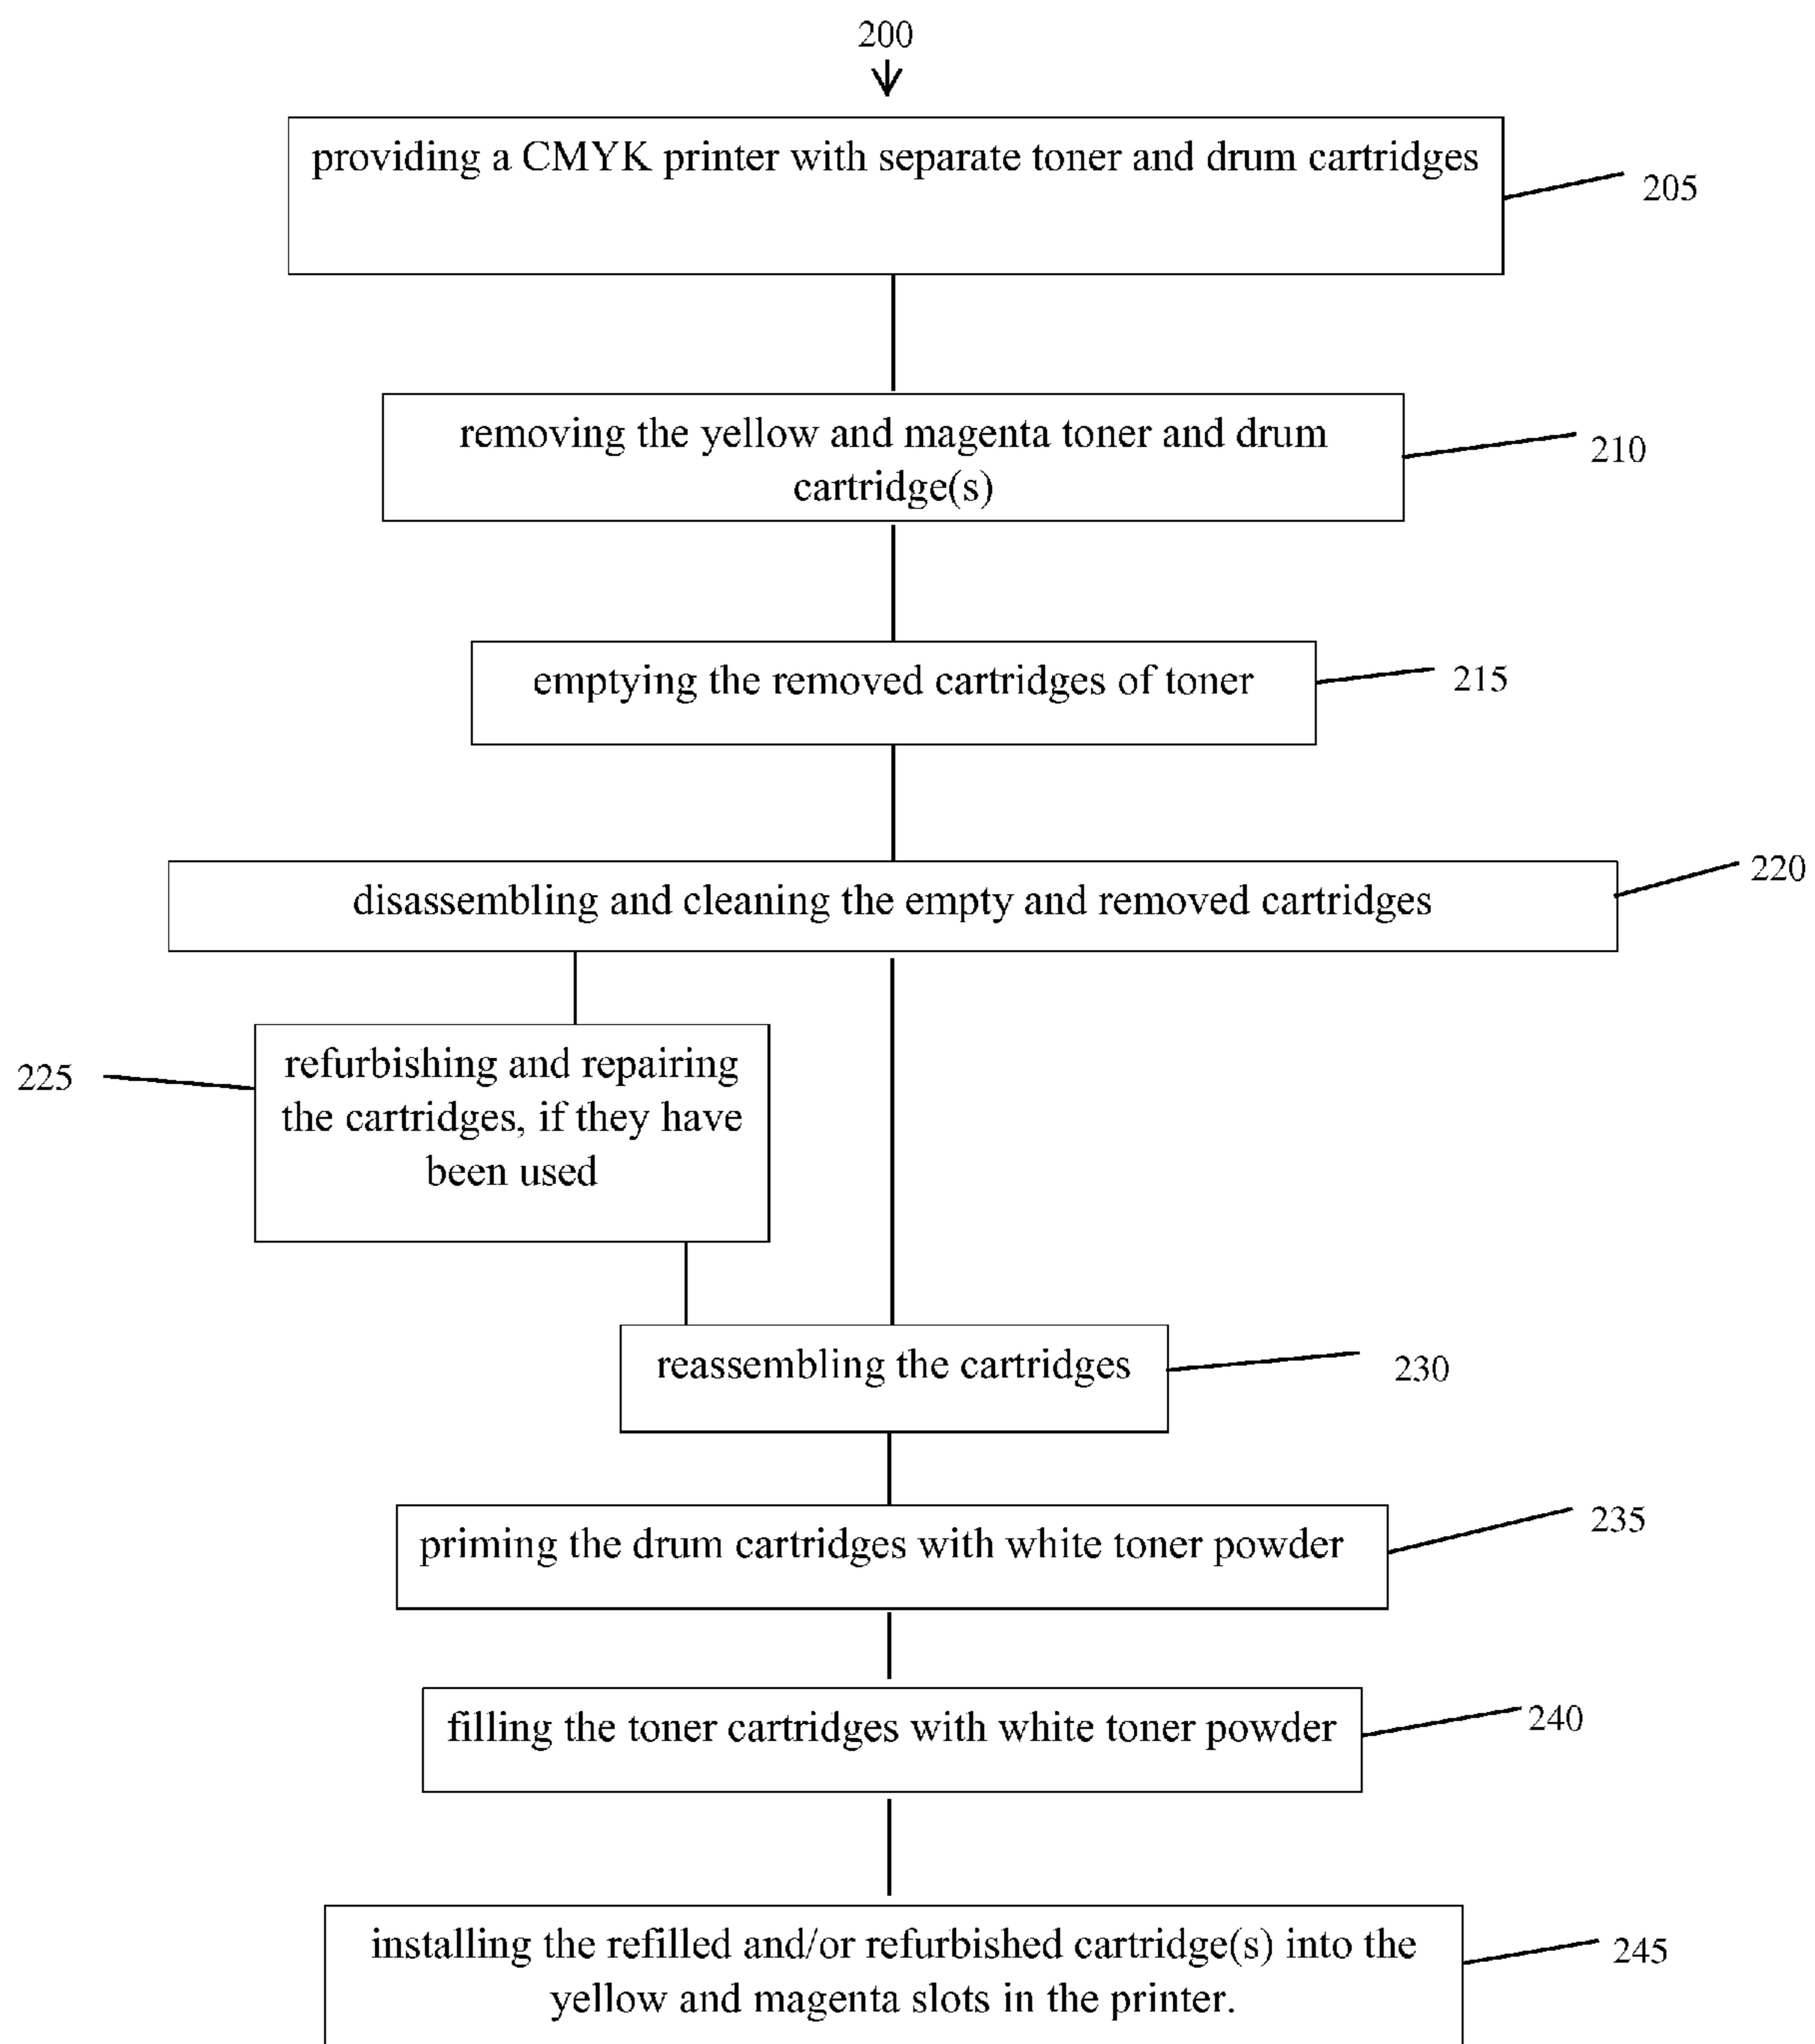 200
providing a CMYK printer with separate toner and drum cartridges
205
removing the yellow and magenta toner and drum
cartridge(s)
210
emptying the removed cartridges of toner
215
disassembling and cleaning the empty and removed cartridges
220
refurbishing and repairing
the cartridges, if they have
been used
225
reassembling the cartridges
230
priming the drum cartridges with white toner powder
235
filling the toner cartridges with white toner powder
240
installing the refilled and/or refurbished cartridge(s) into the
yellow and magenta slots in the printer.
245